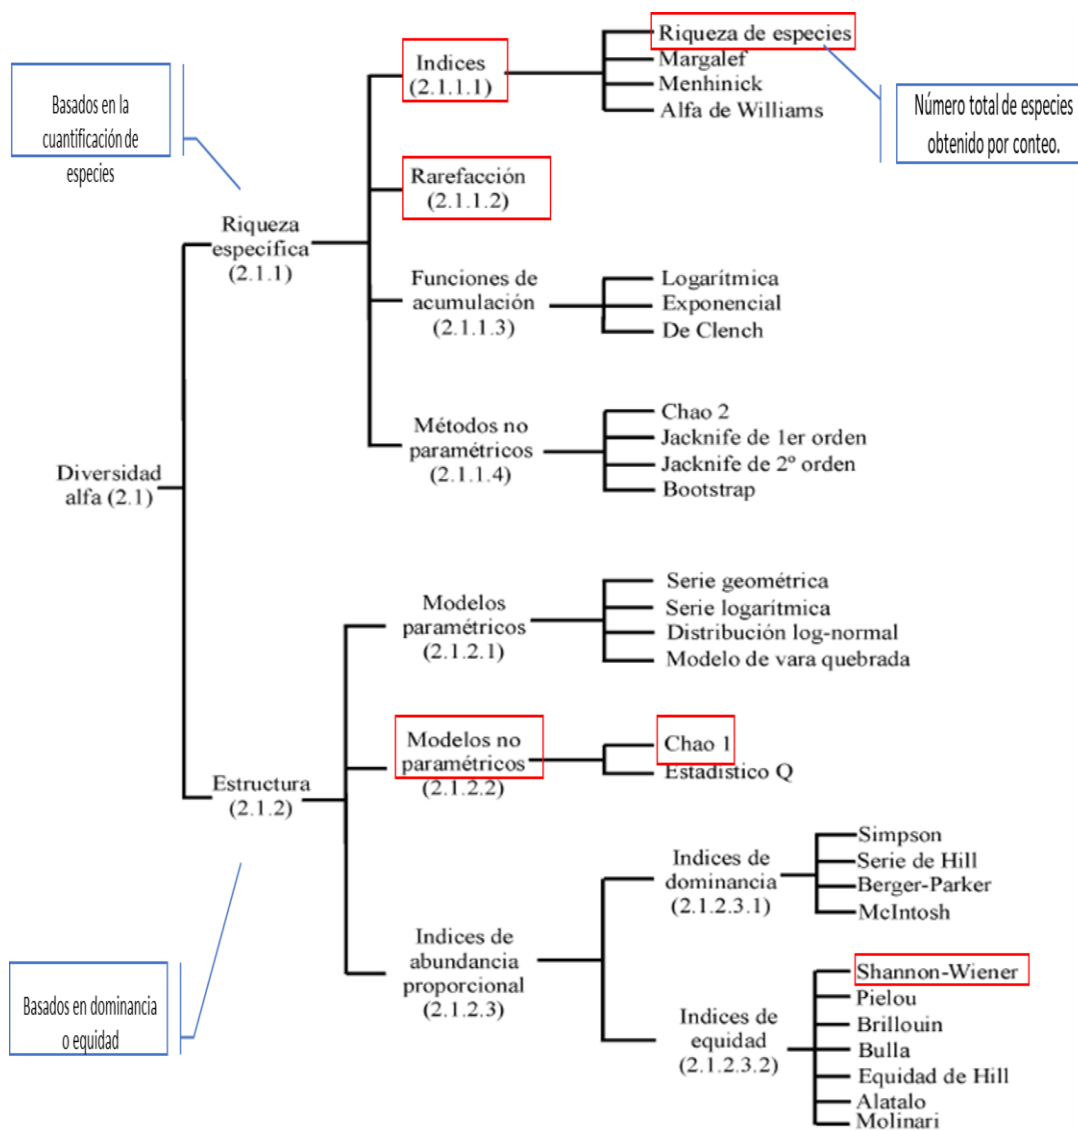 Riqueza de especies
Margalef
Menhinick
Alfa de Williams
Indices
(2.1.1.1)
Número total de especies
obtenido por conteo.
Basados en la
cuantificación de
especies
Rarefacción
(2.1.1.2)
Riqueza
específica
(2.1.1)
Funciones de
acumulación
(2.1.1.3)
Logarítmica
Exponencial
De Clench
Métodos no
paramétricos
(2.1.1.4)
Chao 2
Jacknife de 1er orden
Jacknife de 2º orden
Bootstrap
Diversidad
alfa (2.1)
Modelos
paramétricos
(2.1.2.1)
Serie geométrica
Serie logarítmica
Distribución log-normal
Modelo de vara quebrada
Modelos no
paramétricos
(2.1.2.2)
Chao 1
Estadístico Q
Estructura
(2.1.2)
Indices de
dominancia
(2.1.2.3.1)
Simpson
Serie de Hill
Berger-Parker
McIntosh
Indices de
abundancia
proporcional
(2.1.2.3)
Basados en dominancia
o equidad
Indices de
equidad
(2.1.2.3.2)
Shannon-Wiener
Pielou
Brillouin
Bulla
Equidad de Hill
Alatalo
Molinari